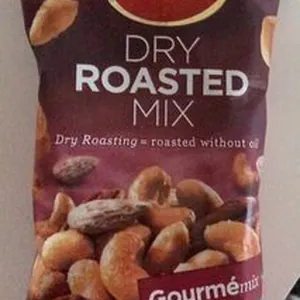 DRY
ROASTED
MIX
Dry Roasting = roasted without oil
Gourmémix